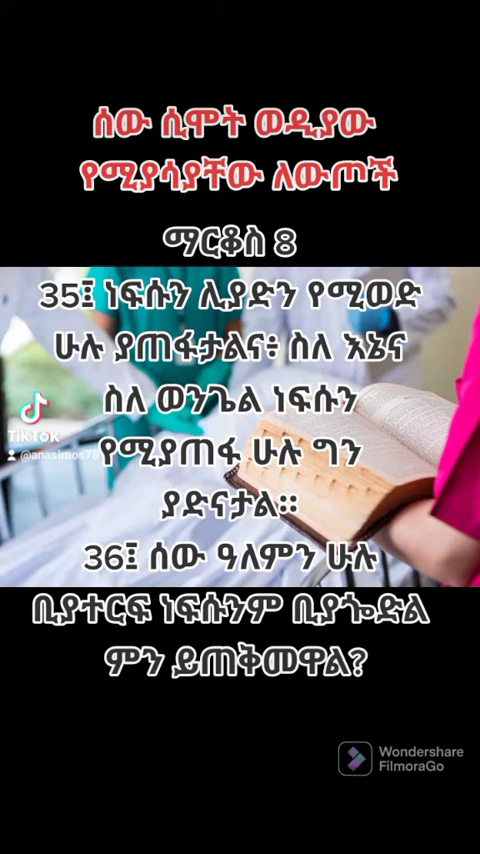 ሰው ሲሞት ወዲያው
የሚያሳያቸው ለውጦች
ማርቆስ 8
35፤ ነፍሱን ሊያድን የሚወድ
ሁሉ ያጠፋታልና፥ ስለ እኔና
ስለ ወንጌል ነፍሱን
የሚያጠፋ ሁሉ ግን
ያድናታል።
36፤ ሰው ዓለምን ሁሉ
ቢያተርፍ ነፍሱንም ቢያጐድል
ምን ይጠቅመዋል?
TikTok
@anasimos78
Wondershare
FilmoraGo